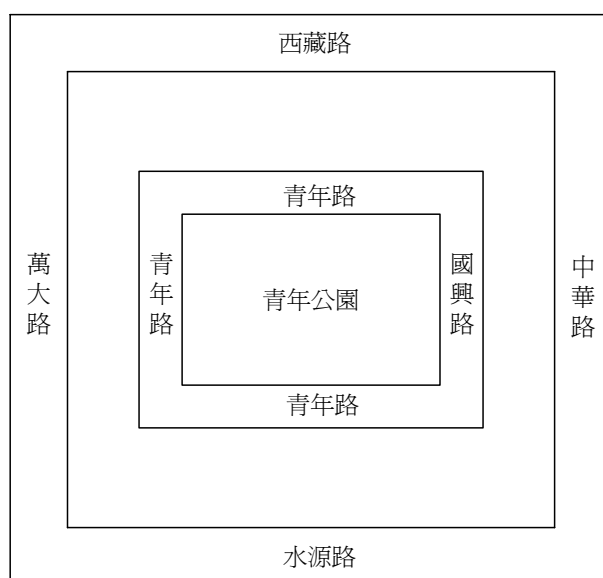 西藏路
青年路
萬大路
青年路
青年公園
國興路
中華路
青年路
水源路